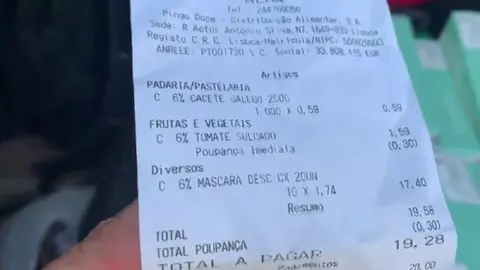 Tel . 244769050
Pingo Doce - Distribuição Alimentar, S.A.
Sede: R Actor António Silva, N7, 1649-033 Lisboa
Registo C.R.C. Lisboa-Matricula/NIPC:
ANREEE: PT001730 \ C. Social: 33, 808, 115 EUR
Artigos
PADARIA/PASTELARIA
C 6% CACETE GALEGO 250G
1 000 X 0,59 0,59
FRUTAS E VEGETAIS
C 6% TOMATE SULCADO 1,59
Poupança Imediata (0,30)
Diversos
C 6% MASCARA DESC CX 20UN
10 X 1,74 17,40
Resumo
TOTAL 19,58
TOTAL POUPANÇA (0,30)
TOTAL A PAGAR 19,28
Pagamentos
20,00